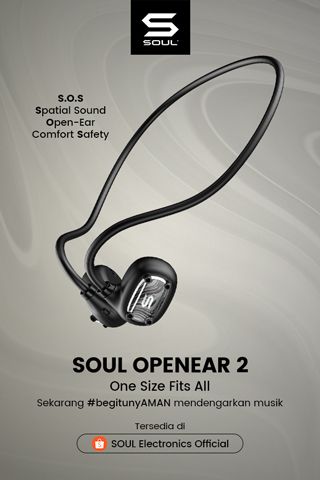 SOUL
S.O.S
Spatial Sound
Open-Ear
Comfort Safety
SOUL OPENEAR 2
One Size Fits All
Sekarang #begitunyAMAN mendengarkan musik
Tersedia di
SOUL Electronics Official